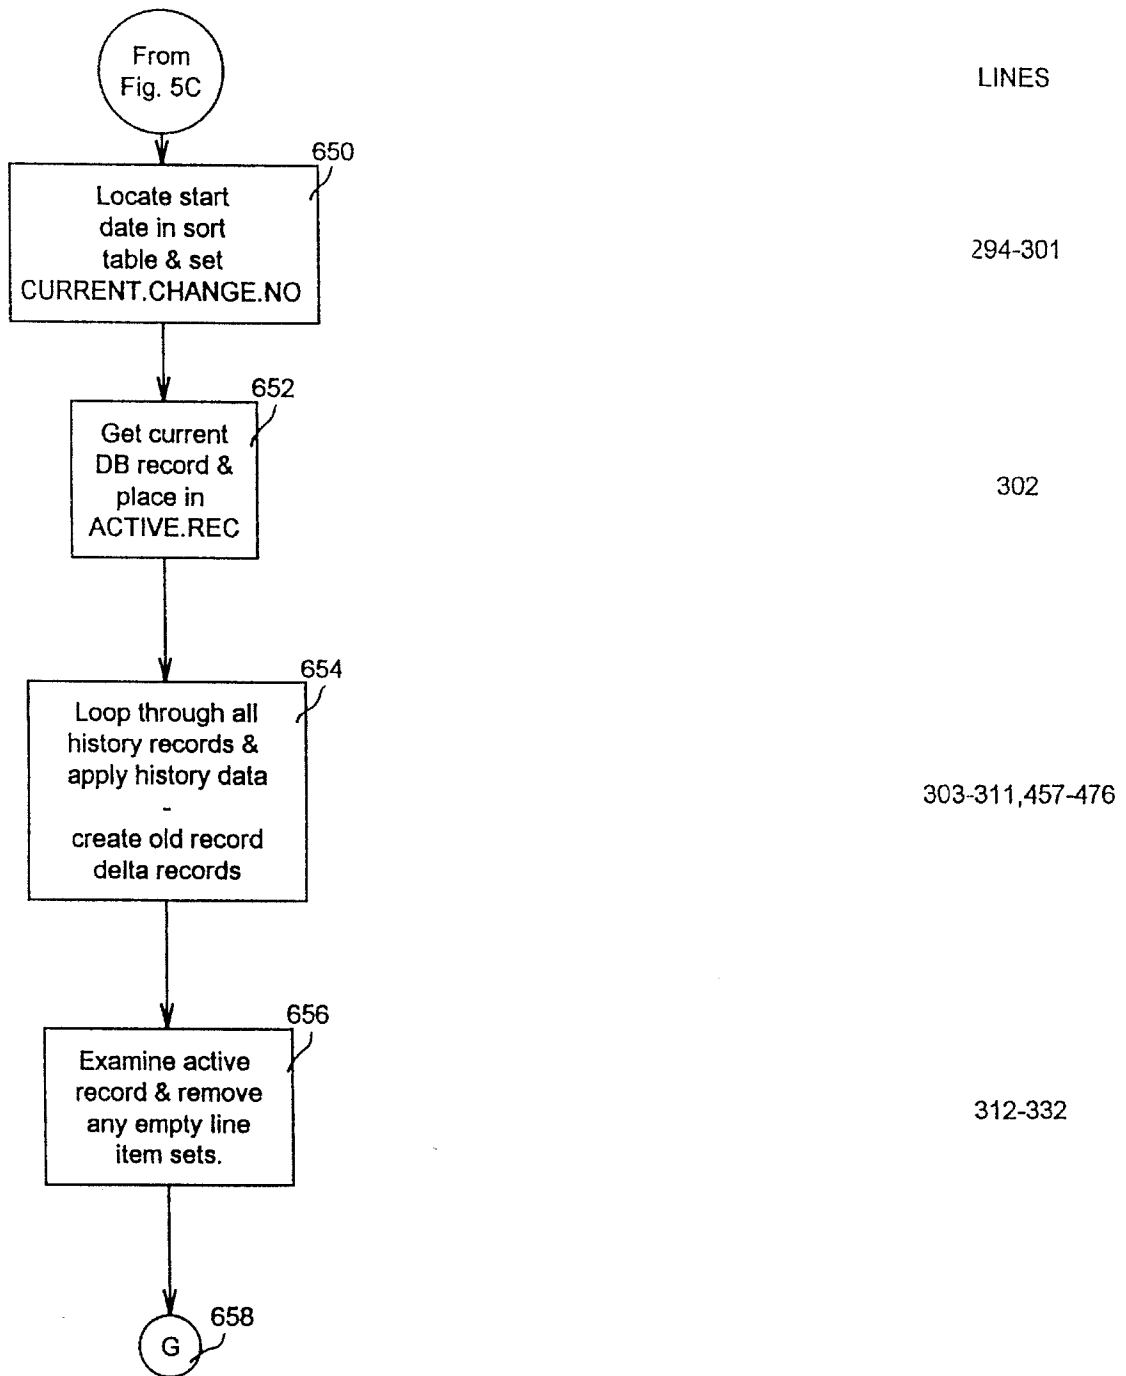 From
Fig. 5C
LINES
650
Locate start
date in sort
table & set
CURRENT.CHANGE.NO
294-301
652
Get current
DB record &
place in
ACTIVE.REC
302
654
Loop through all
history records &
apply history data
-
create old record
delta records
303-311,457-476
656
Examine active
record & remove
any empty line
item sets.
312-332
658
G